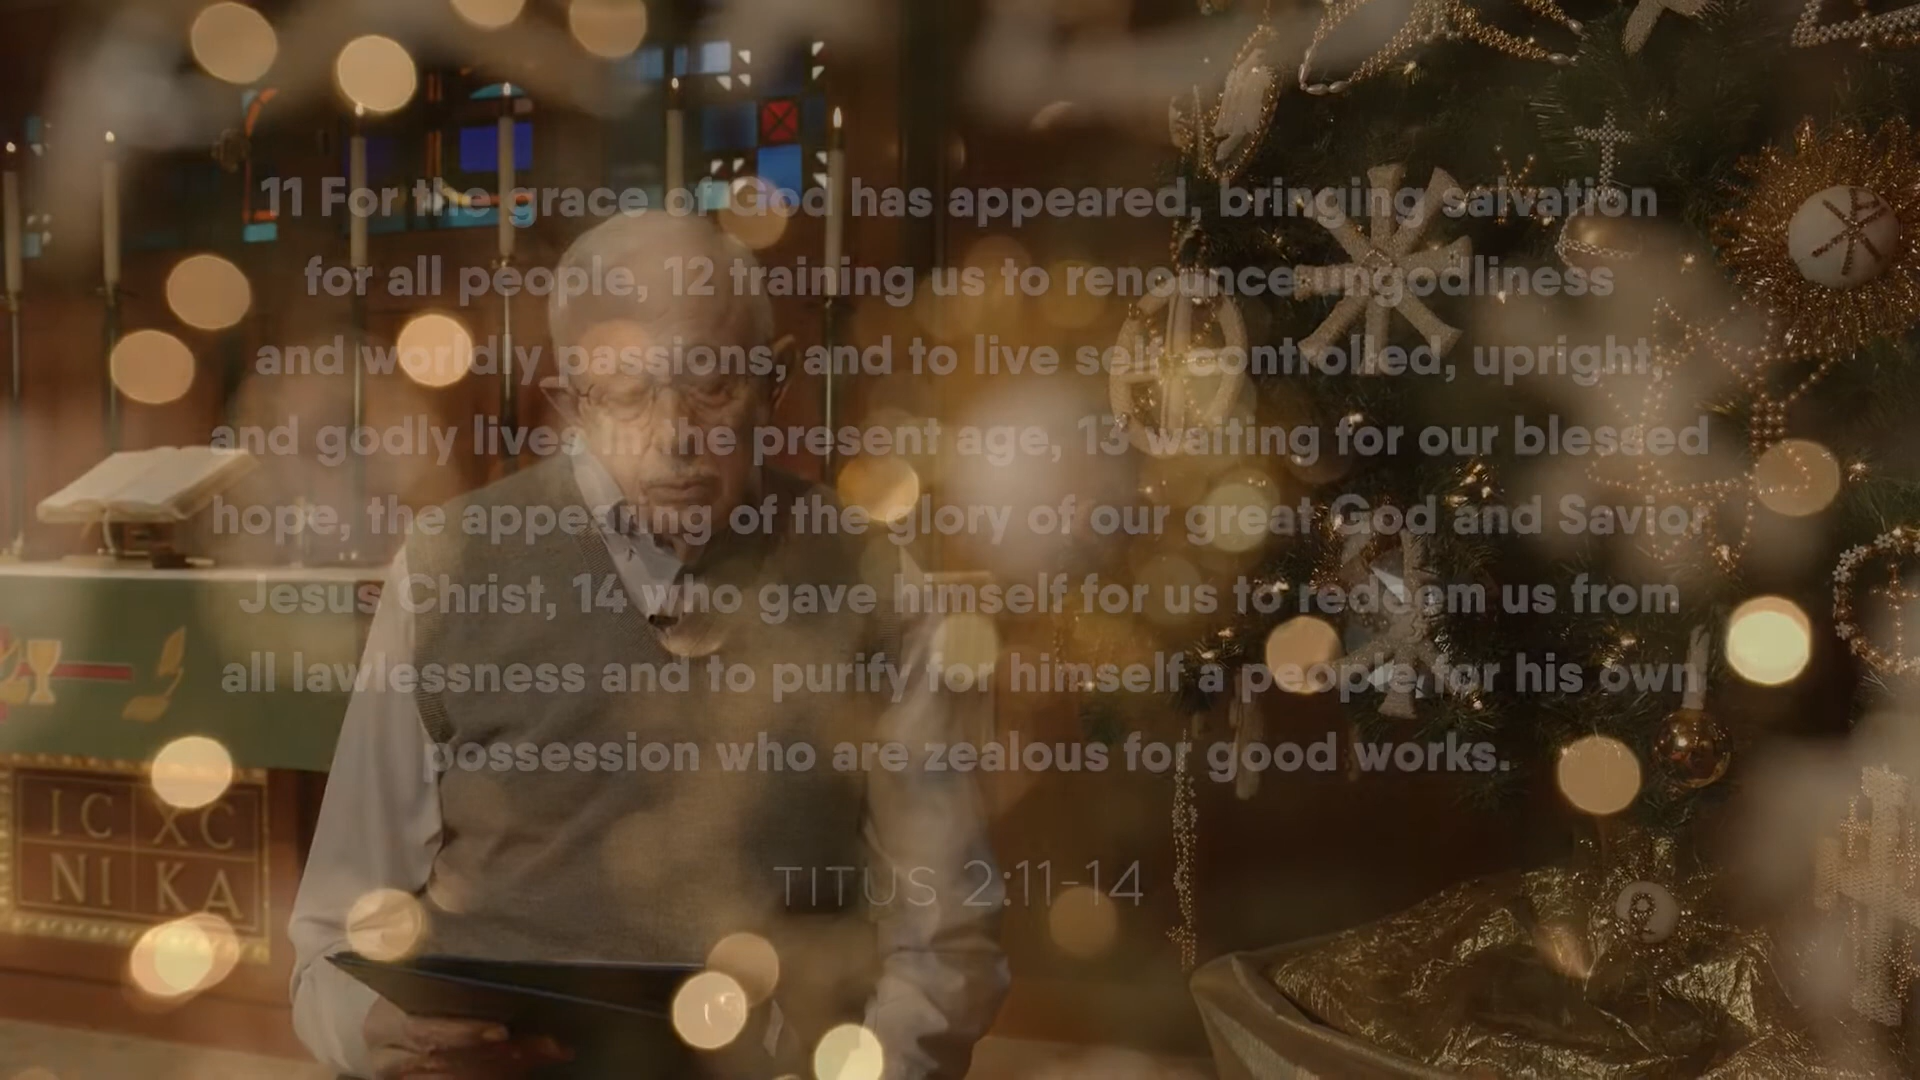 11 For the grace of God has appeared, bringing salvation
for all people, 12 training us to renounce ungodliness
and worldly passions, and to live self-controlled, upright,
and godly lives in the present age, 13 waiting for our blessed
hope, the appearing of the glory of our great God and Savior
Jesus Christ, 14 who gave himself for us to redeem us from
all lawlessness and to purify for himself a people for his own
possession who are zealous for good works.
TITUS 2:11-14
IC XC
NI KA